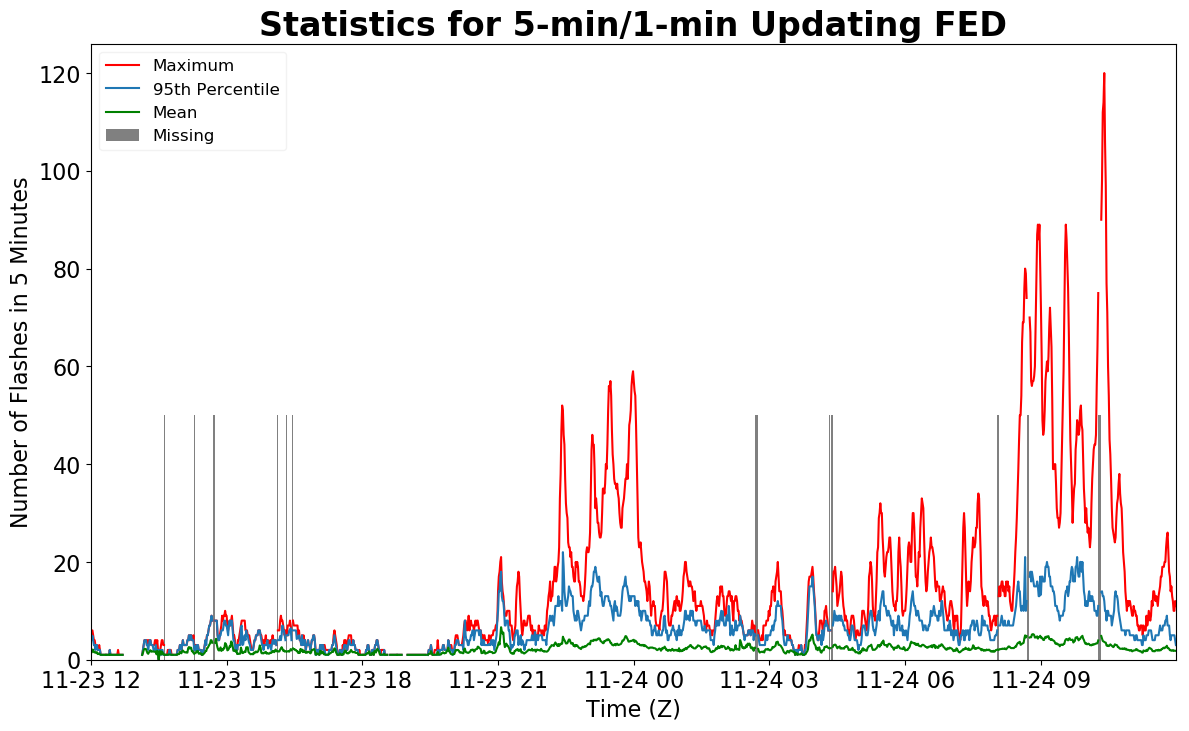 Statistics for 5-min/1-min Updating FED
Number of Flashes in 5 Minutes
120
100
80
60
40
20
0
Maximum
95th Percentile
Mean
Missing
11-23 12
11-23 15
11-23 18
11-23 21
11-24 00
11-24 03
11-24 06
11-24 09
Time (Z)